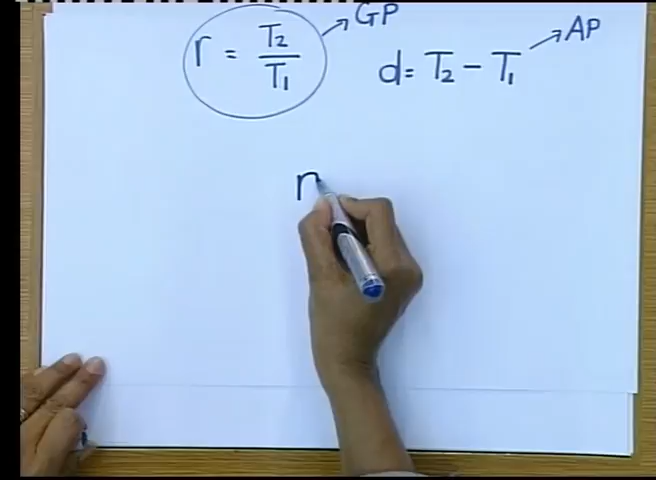 r = T₂/T₁ → GP
d = T₂ − T₁ → AP
r